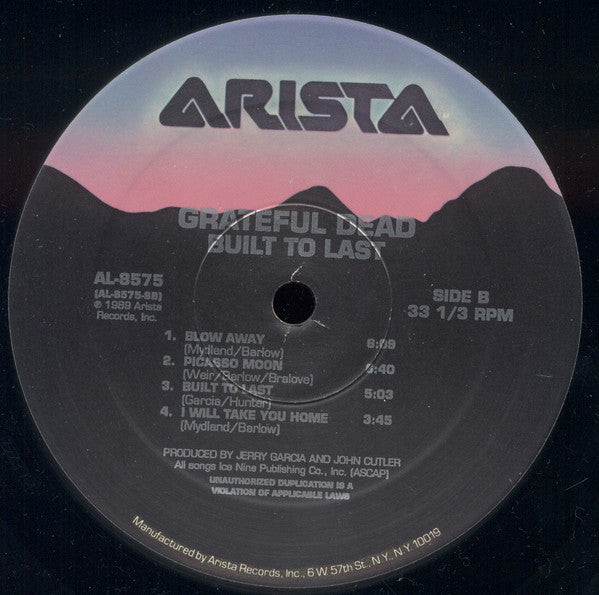 ARISTA
GRATEFUL DEAD
BUILT TO LAST
AL-8575
(AL-8575-SB)
℗ 1989 Arista
Records, Inc.
SIDE B
33 1/3 RPM
1. BLOW AWAY 6:09
(Mydland/Barlow)
2. PICASSO MOON 6:40
(Weir/Barlow/Bralove)
3. BUILT TO LAST 5:03
(Garcia/Hunter)
4. I WILL TAKE YOU HOME 3:45
(Mydland/Barlow)
PRODUCED BY JERRY GARCIA AND JOHN CUTLER
All songs Ice Nine Publishing Co., Inc. (ASCAP)
UNAUTHORIZED DUPLICATION IS A
VIOLATION OF APPLICABLE LAWS
Manufactured by Arista Records, Inc., 6 W. 57th St., N.Y., N.Y. 10019